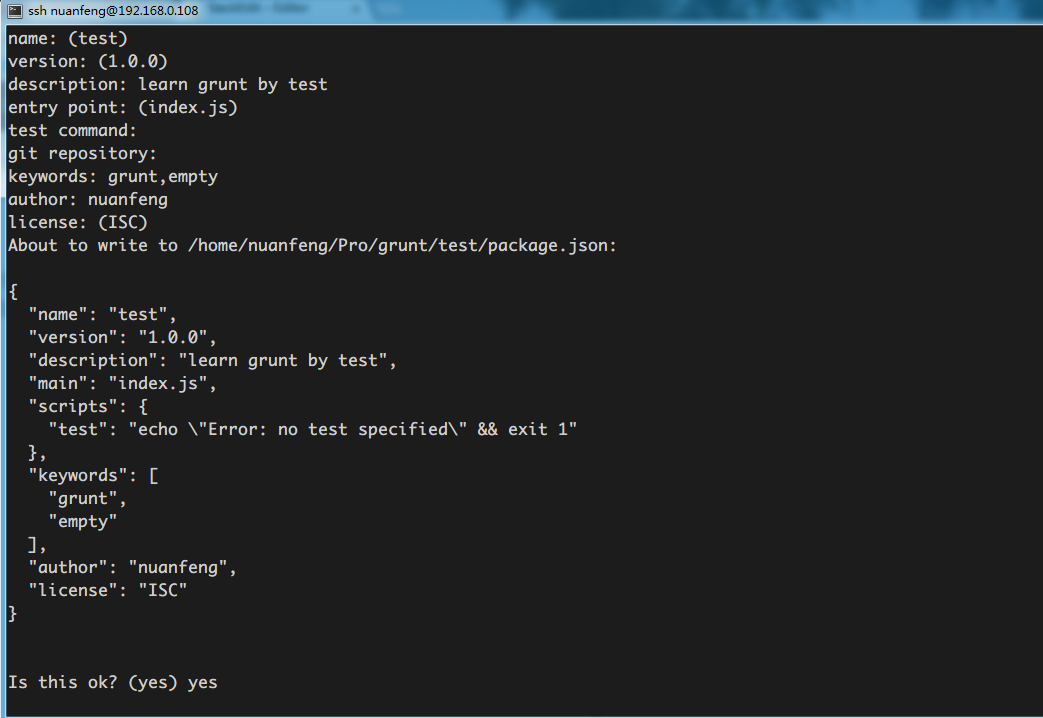 ssh nuanfeng@192.168.0.108
name: (test)
version: (1.0.0)
description: learn grunt by test
entry point: (index.js)
test command:
git repository:
keywords: grunt,empty
author: nuanfeng
license: (ISC)
About to write to /home/nuanfeng/Pro/grunt/test/package.json:
{
  "name": "test",
  "version": "1.0.0",
  "description": "learn grunt by test",
  "main": "index.js",
  "scripts": {
    "test": "echo \"Error: no test specified\" && exit 1"
  },
  "keywords": [
    "grunt",
    "empty"
  ],
  "author": "nuanfeng",
  "license": "ISC"
}
Is this ok? (yes) yes